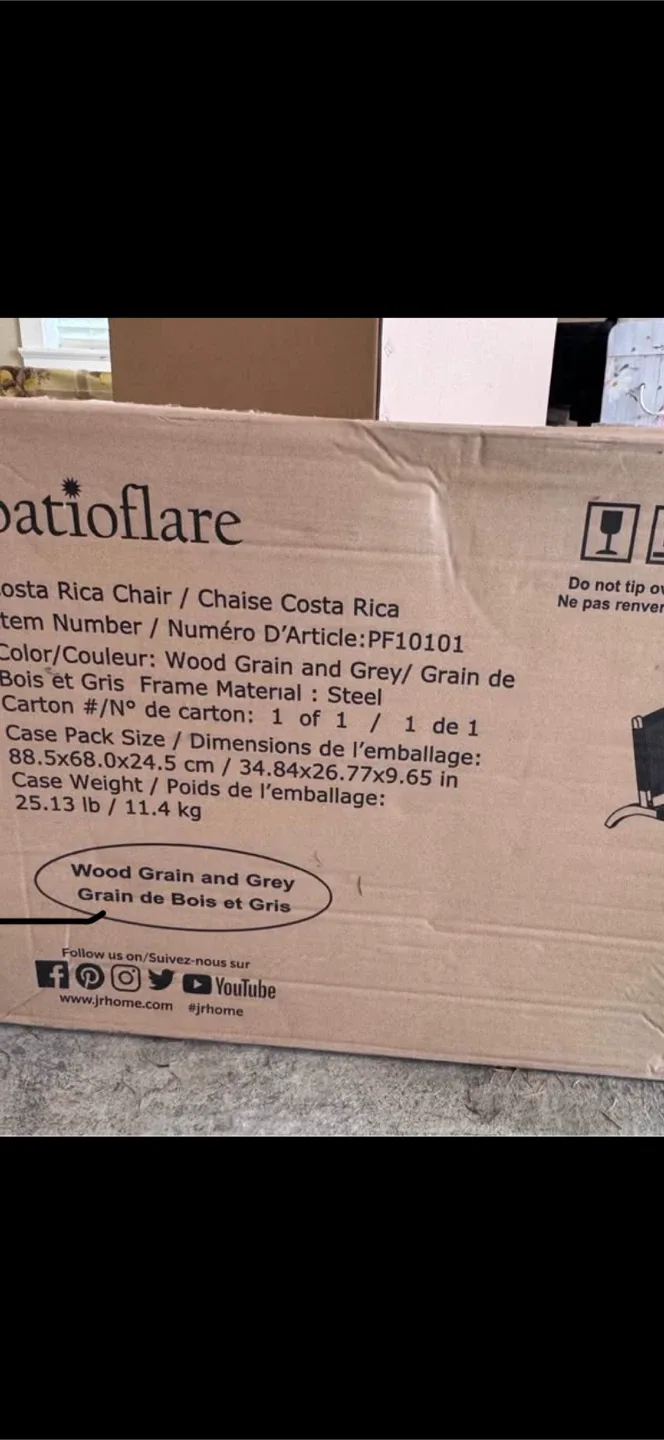 patioflare
Costa Rica Chair / Chaise Costa Rica
Item Number / Numéro D'Article:PF10101
Color/Couleur: Wood Grain and Grey/ Grain de
Bois et Gris Frame Material : Steel
Carton #/N° de carton: 1 of 1 / 1 de 1
Case Pack Size / Dimensions de l'emballage:
88.5x68.0x24.5 cm / 34.84x26.77x9.65 in
Case Weight / Poids de l'emballage:
25.13 lb / 11.4 kg
Wood Grain and Grey
Grain de Bois et Gris
Follow us on/Suivez-nous sur
YouTube
www.jrhome.com #jrhome
Do not tip
Ne pas